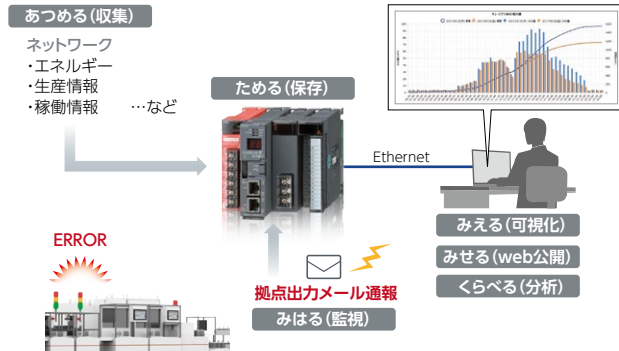 あつめる（収集）
ネットワーク
・エネルギー
・生産情報
・稼働情報　…など
ためる（保存）
Ethernet
みえる（可視化）
みせる（web公開）
くらべる（分析）
ERROR
拠点出力メール通報
みはる（監視）